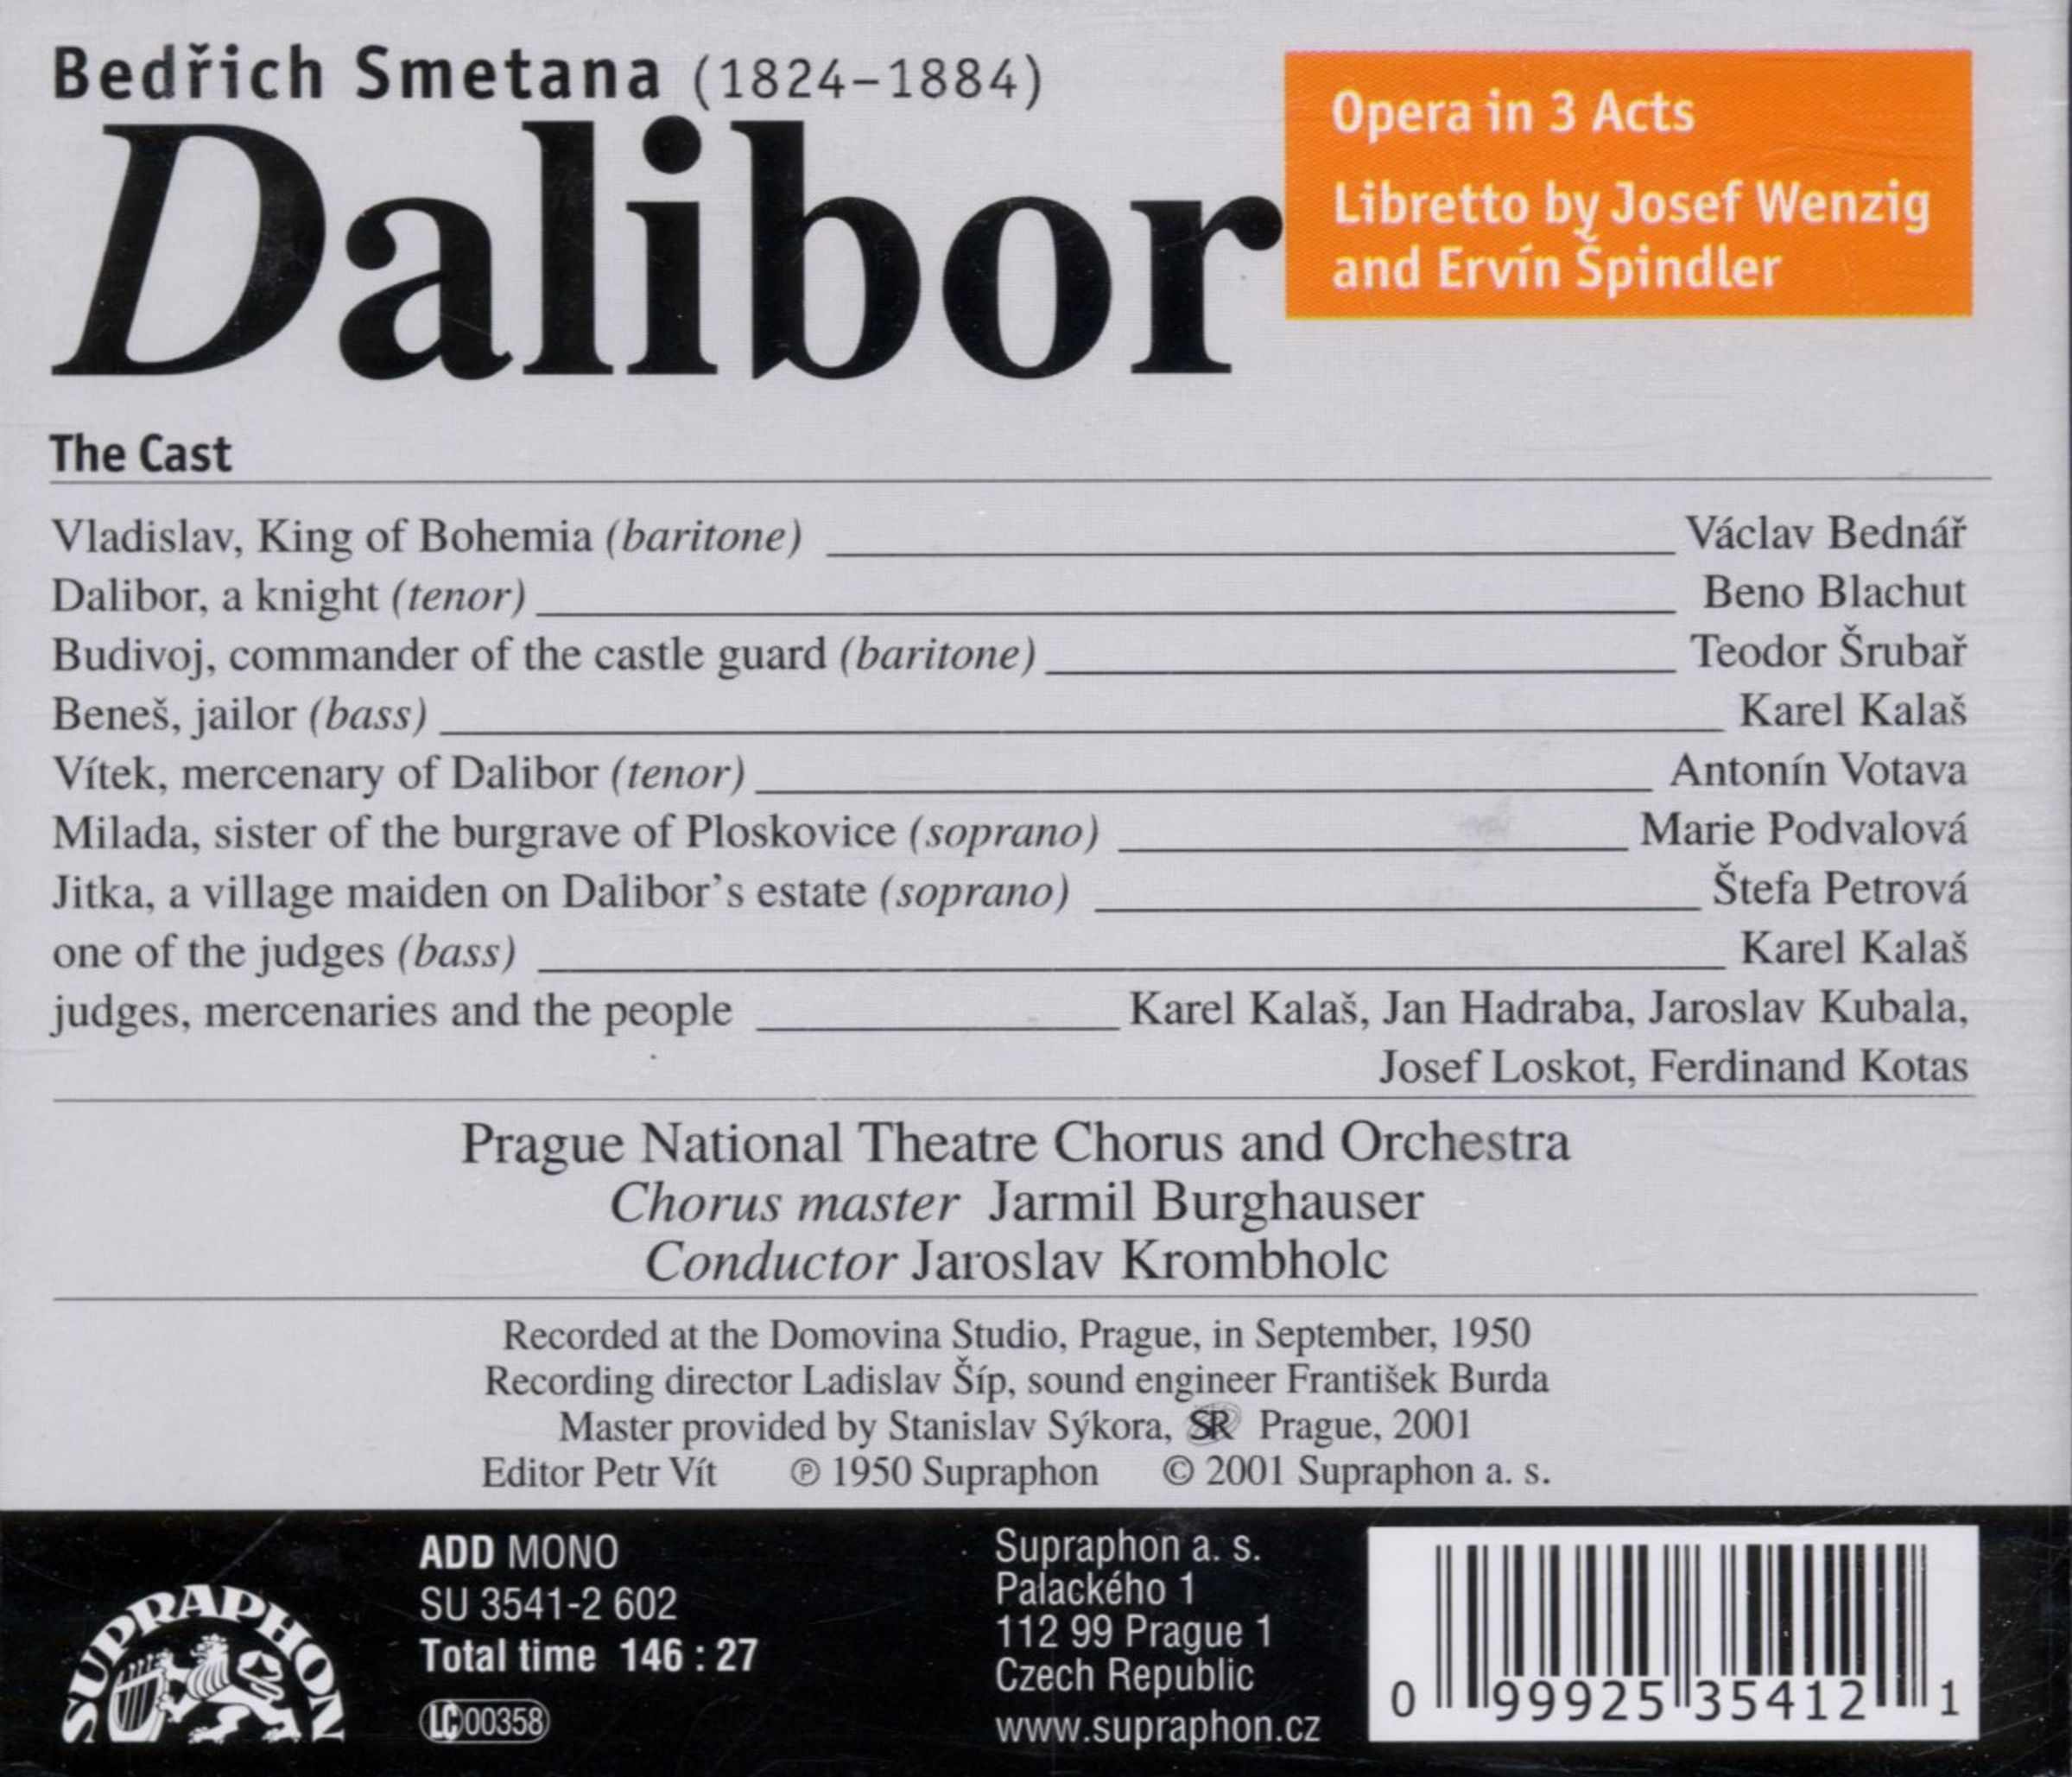 Bedřich Smetana (1824–1884)
Dalibor
Opera in 3 Acts
Libretto by Josef Wenzig
and Ervín Špindler
The Cast
Vladislav, King of Bohemia (baritone) Václav Bednář
Dalibor, a knight (tenor) Beno Blachut
Budivoj, commander of the castle guard (baritone) Teodor Šrubař
Beneš, jailor (bass) Karel Kalaš
Vítek, mercenary of Dalibor (tenor) Antonín Votava
Milada, sister of the burgrave of Ploskovice (soprano) Marie Podvalová
Jitka, a village maiden on Dalibor's estate (soprano) Štefa Petrová
one of the judges (bass) Karel Kalaš
judges, mercenaries and the people Karel Kalaš, Jan Hadraba, Jaroslav Kubala,
Josef Loskot, Ferdinand Kotas
Prague National Theatre Chorus and Orchestra
Chorus master Jarmil Burghauser
Conductor Jaroslav Krombholc
Recorded at the Domovina Studio, Prague, in September, 1950
Recording director Ladislav Šíp, sound engineer František Burda
Master provided by Stanislav Sýkora, SR Prague, 2001
Editor Petr Vít ℗ 1950 Supraphon © 2001 Supraphon a. s.
SUPRAPHON
ADD MONO
SU 3541-2 602
Total time 146 : 27
LC 00358
Supraphon a. s.
Palackého 1
112 99 Prague 1
Czech Republic
www.supraphon.cz
0 99925 35412 1